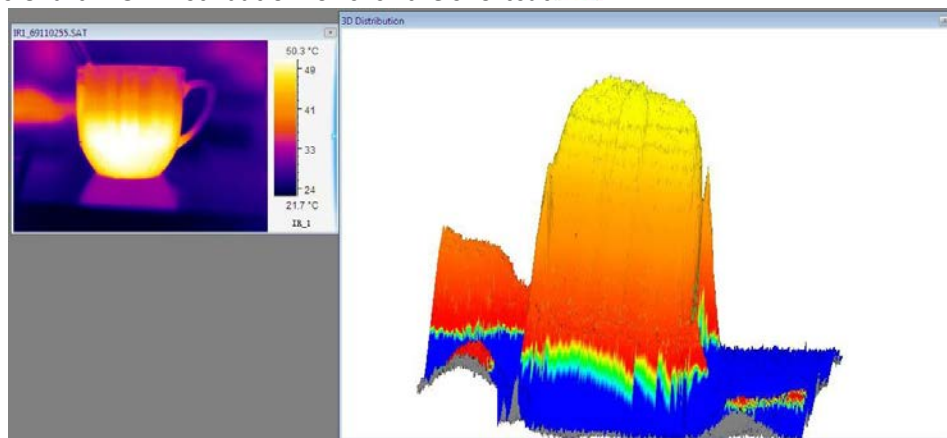 IR1_69110255.SAT
50.3 °C
49
41
33
24
21.7 °C
IR_1
3D Distribution